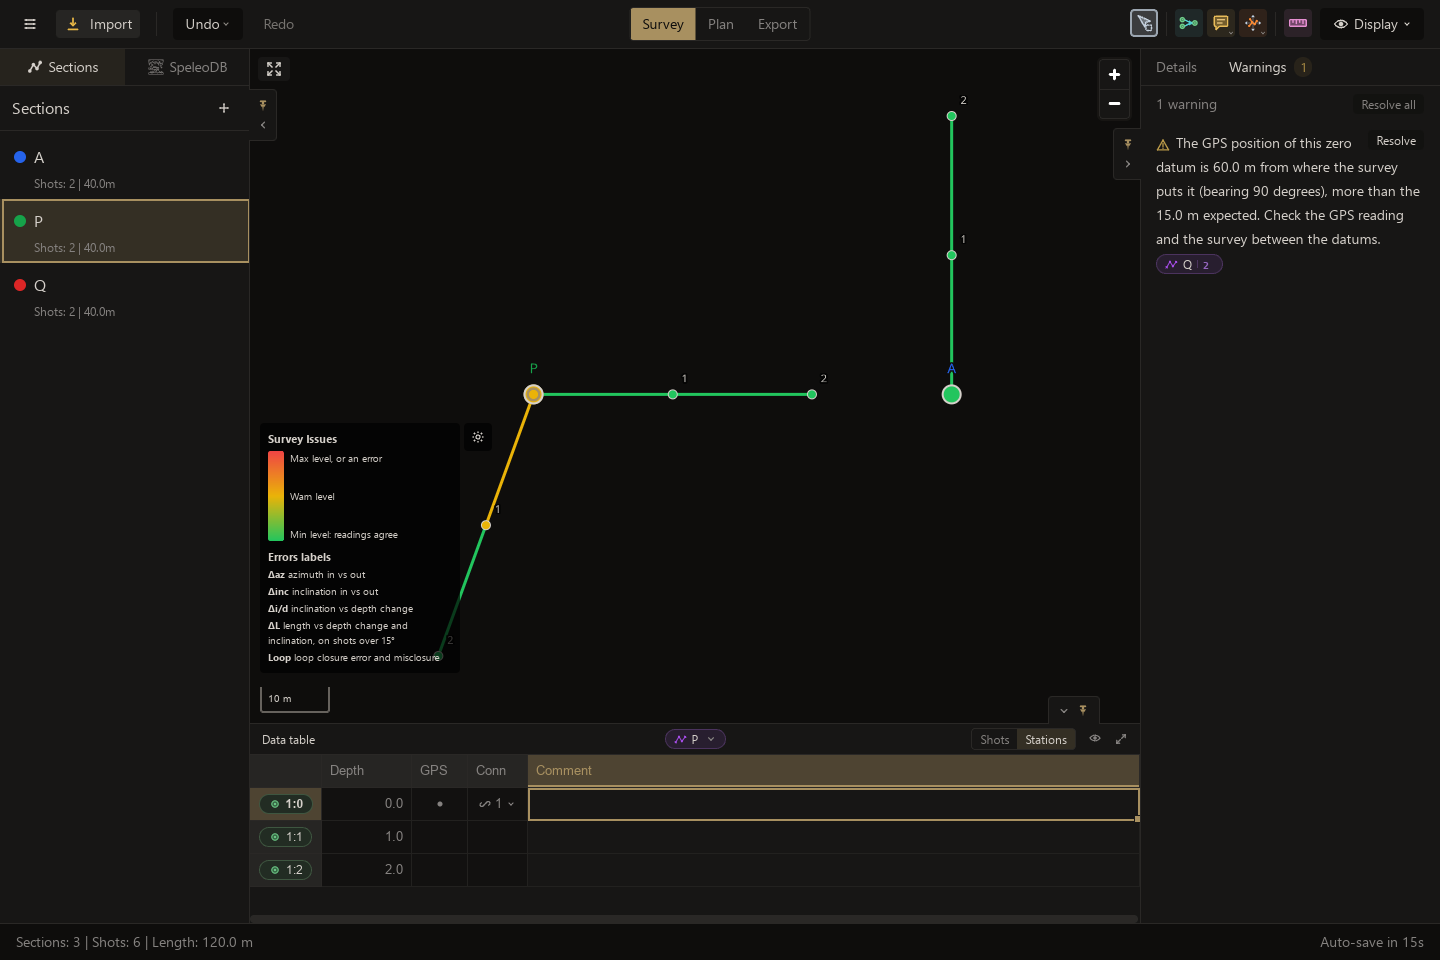 Import
Undo
Redo
Survey
Plan
Export
Display
Sections
SpeleoDB
Sections
A
Shots: 2 | 40.0m
P
Shots: 2 | 40.0m
Q
Shots: 2 | 40.0m
2
1
A
P
1
2
1
2
Survey Issues
Max level, or an error
Warn level
Min level: readings agree
Errors labels
Δaz azimuth in vs out
Δinc inclination in vs out
Δi/d inclination vs depth change
ΔL length vs depth change and
inclination, on shots over 15°
Loop loop closure error and misclosure
10 m
Details
Warnings 1
1 warning
Resolve all
The GPS position of this zero
Resolve
datum is 60.0 m from where the survey
puts it (bearing 90 degrees), more than the
15.0 m expected. Check the GPS reading
and the survey between the datums.
Q 2
Data table
P
Shots
Stations
Depth GPS Conn Comment
1:0 0.0 • 1
1:1 1.0
1:2 2.0
Sections: 3 | Shots: 6 | Length: 120.0 m
Auto-save in 15s